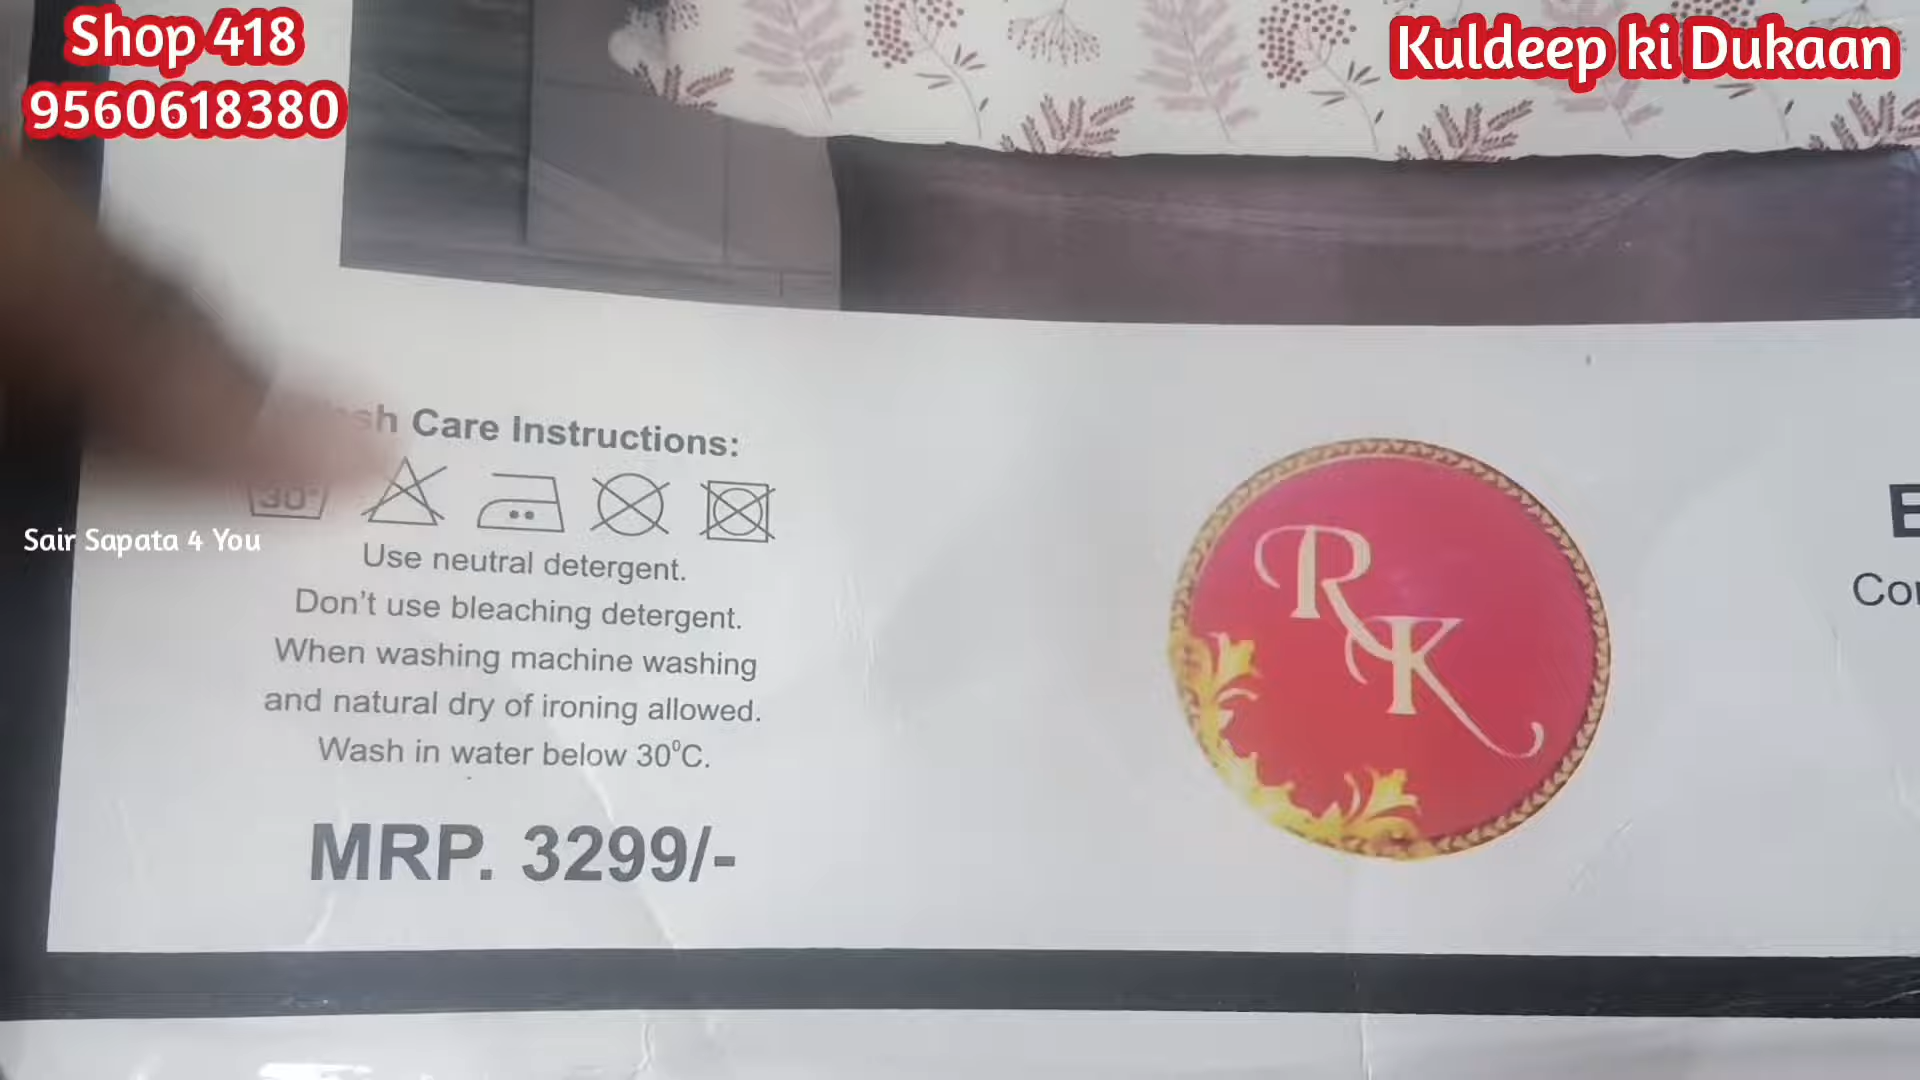 Shop 418
9560618380
Kuldeep ki Dukaan
Care Instructions:
30°
Use neutral detergent.
Don't use bleaching detergent.
When washing machine washing
and natural dry of ironing allowed.
Wash in water below 30⁰C.
MRP. 3299/-
Sair Sapata 4 You
RK